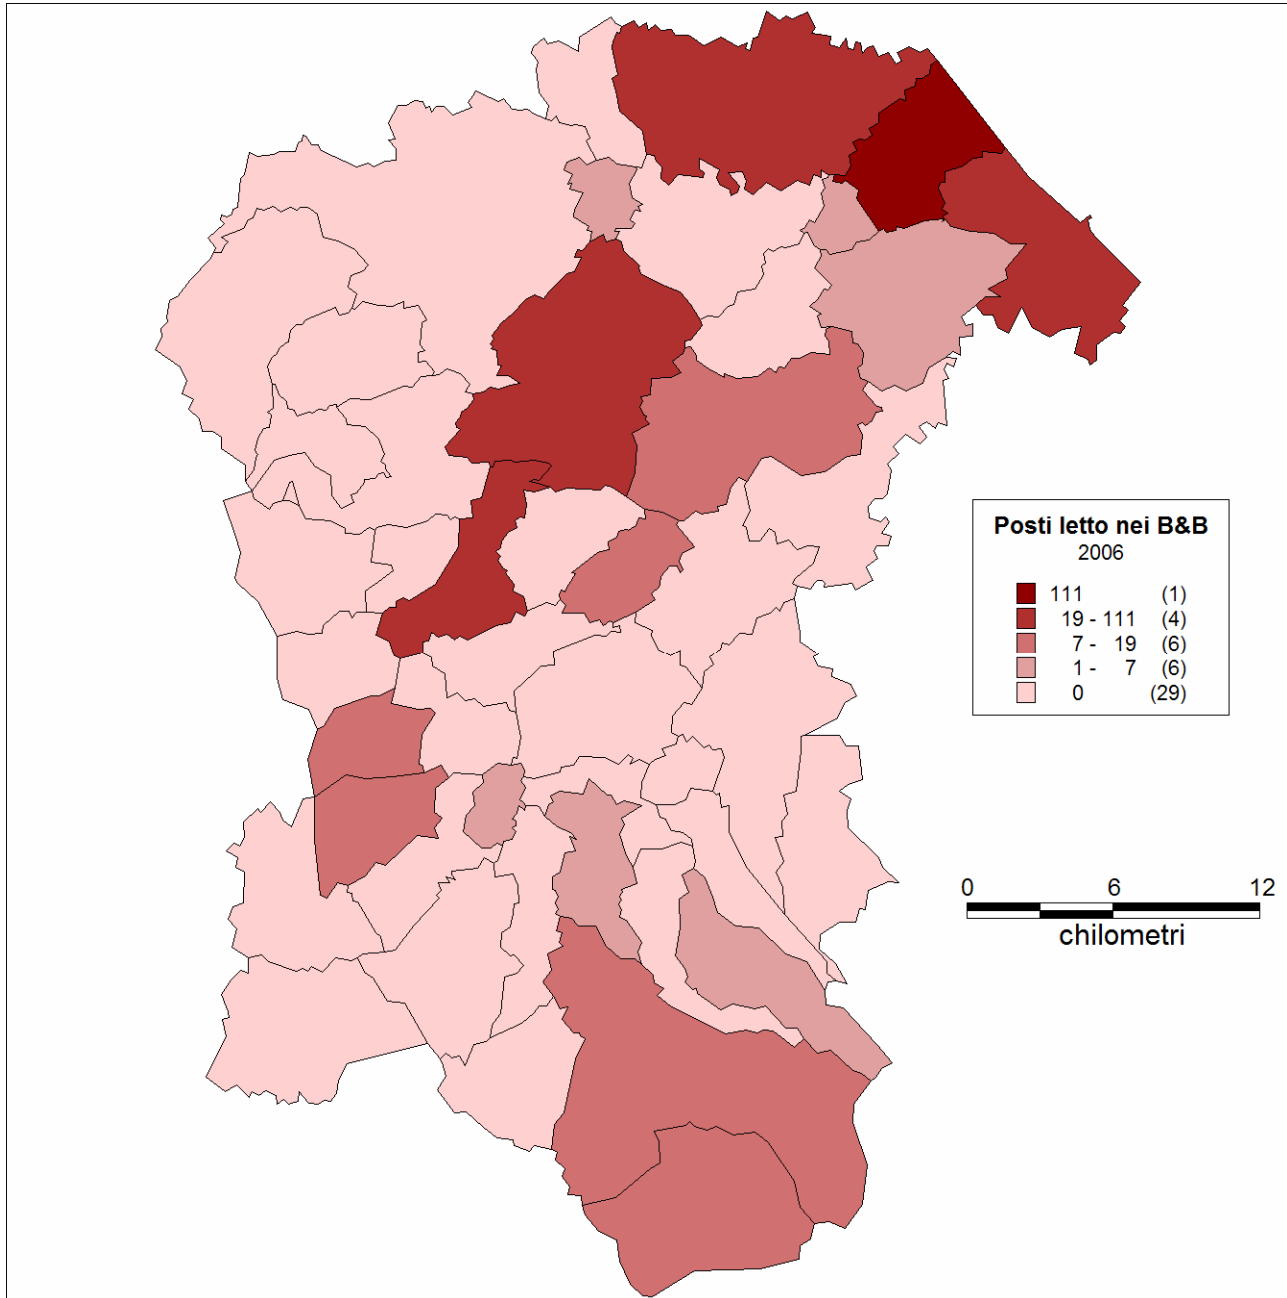 Posti letto nei B&B
2006
111 (1)
19 - 111 (4)
7 - 19 (6)
1 - 7 (6)
0 (29)
0 6 12
chilometri